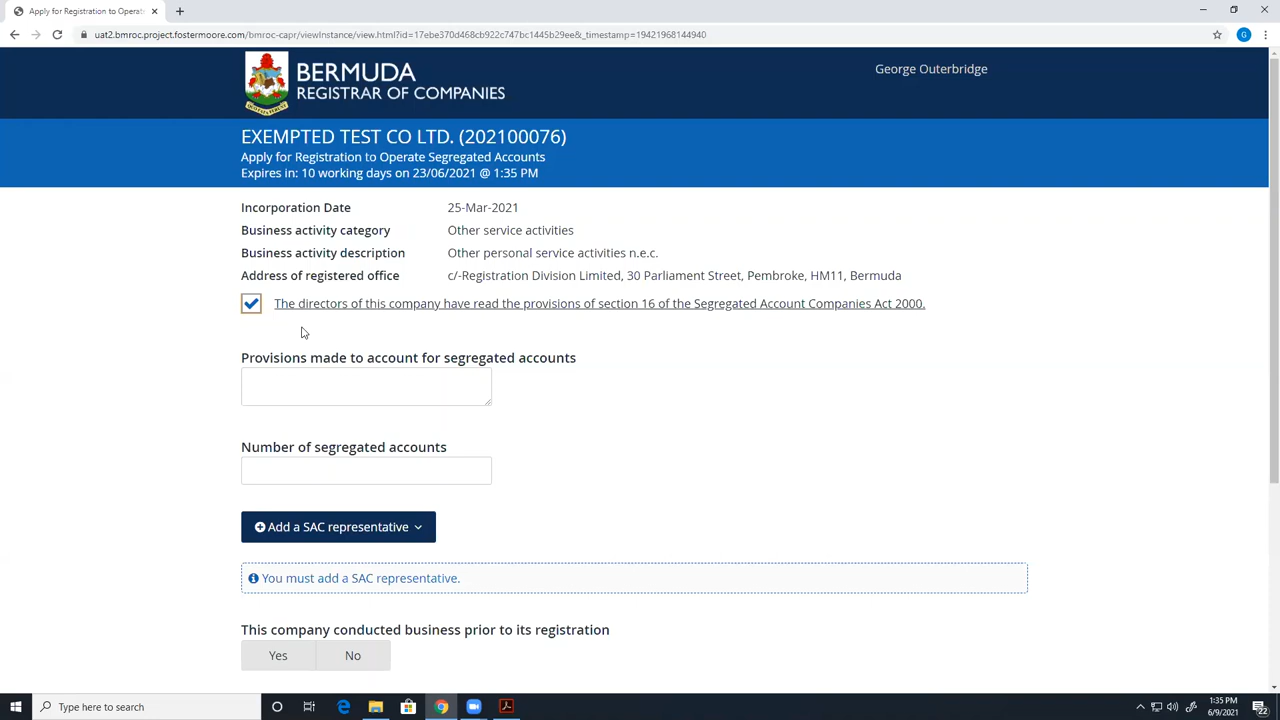 Apply for Registration to Operat
uat2.bmroc.project.fostermoore.com/bmroc-capr/viewInstance/view.html?id=17ebe370d468cb922c747bc1445b29ee&_timestamp=19421968144940
G
BERMUDA
REGISTRAR OF COMPANIES
George Outerbridge
EXEMPTED TEST CO LTD. (202100076)
Apply for Registration to Operate Segregated Accounts
Expires in: 10 working days on 23/06/2021 @ 1:35 PM
Incorporation Date 25-Mar-2021
Business activity category Other service activities
Business activity description Other personal service activities n.e.c.
Address of registered office c/-Registration Division Limited, 30 Parliament Street, Pembroke, HM11, Bermuda
The directors of this company have read the provisions of section 16 of the Segregated Account Companies Act 2000.
Provisions made to account for segregated accounts
Number of segregated accounts
Add a SAC representative
You must add a SAC representative.
This company conducted business prior to its registration
Yes No
Type here to search
1:35 PM
6/9/2021
22